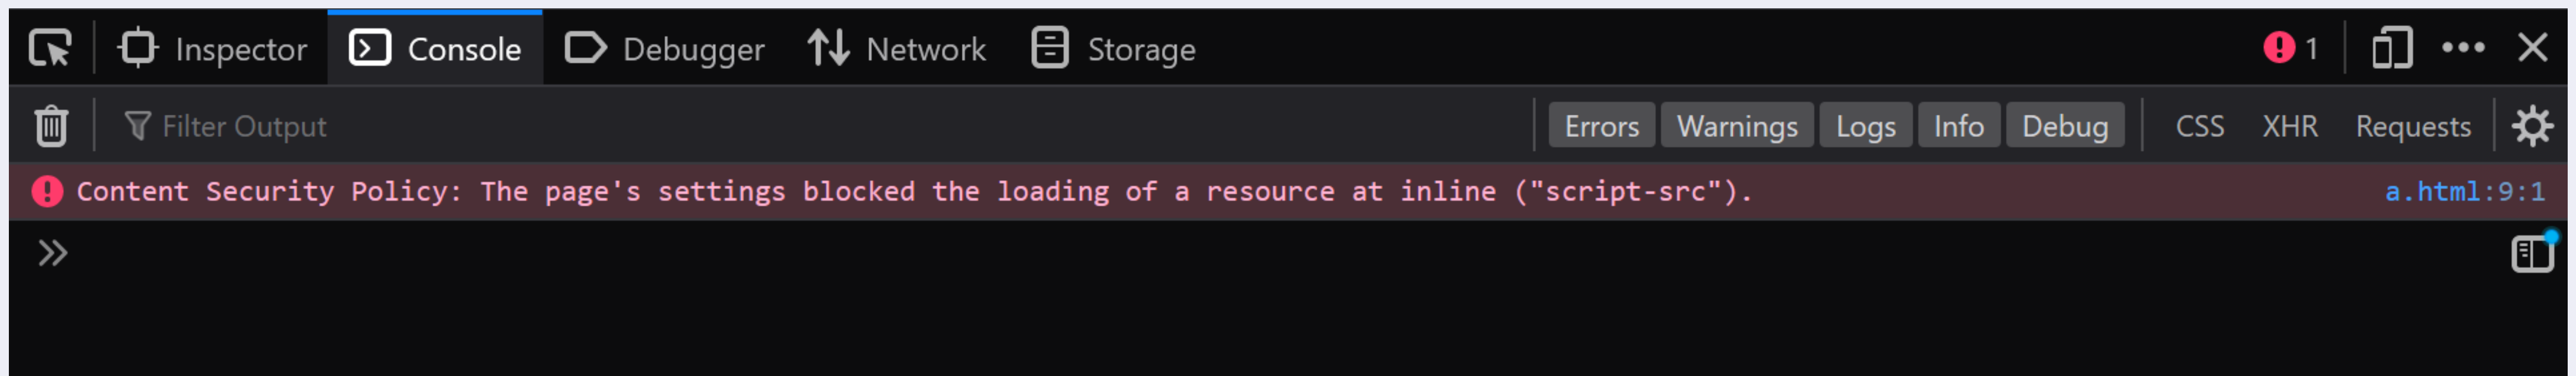 Inspector Console Debugger Network Storage 1
Filter Output Errors Warnings Logs Info Debug CSS XHR Requests
Content Security Policy: The page's settings blocked the loading of a resource at inline ("script-src"). a.html:9:1